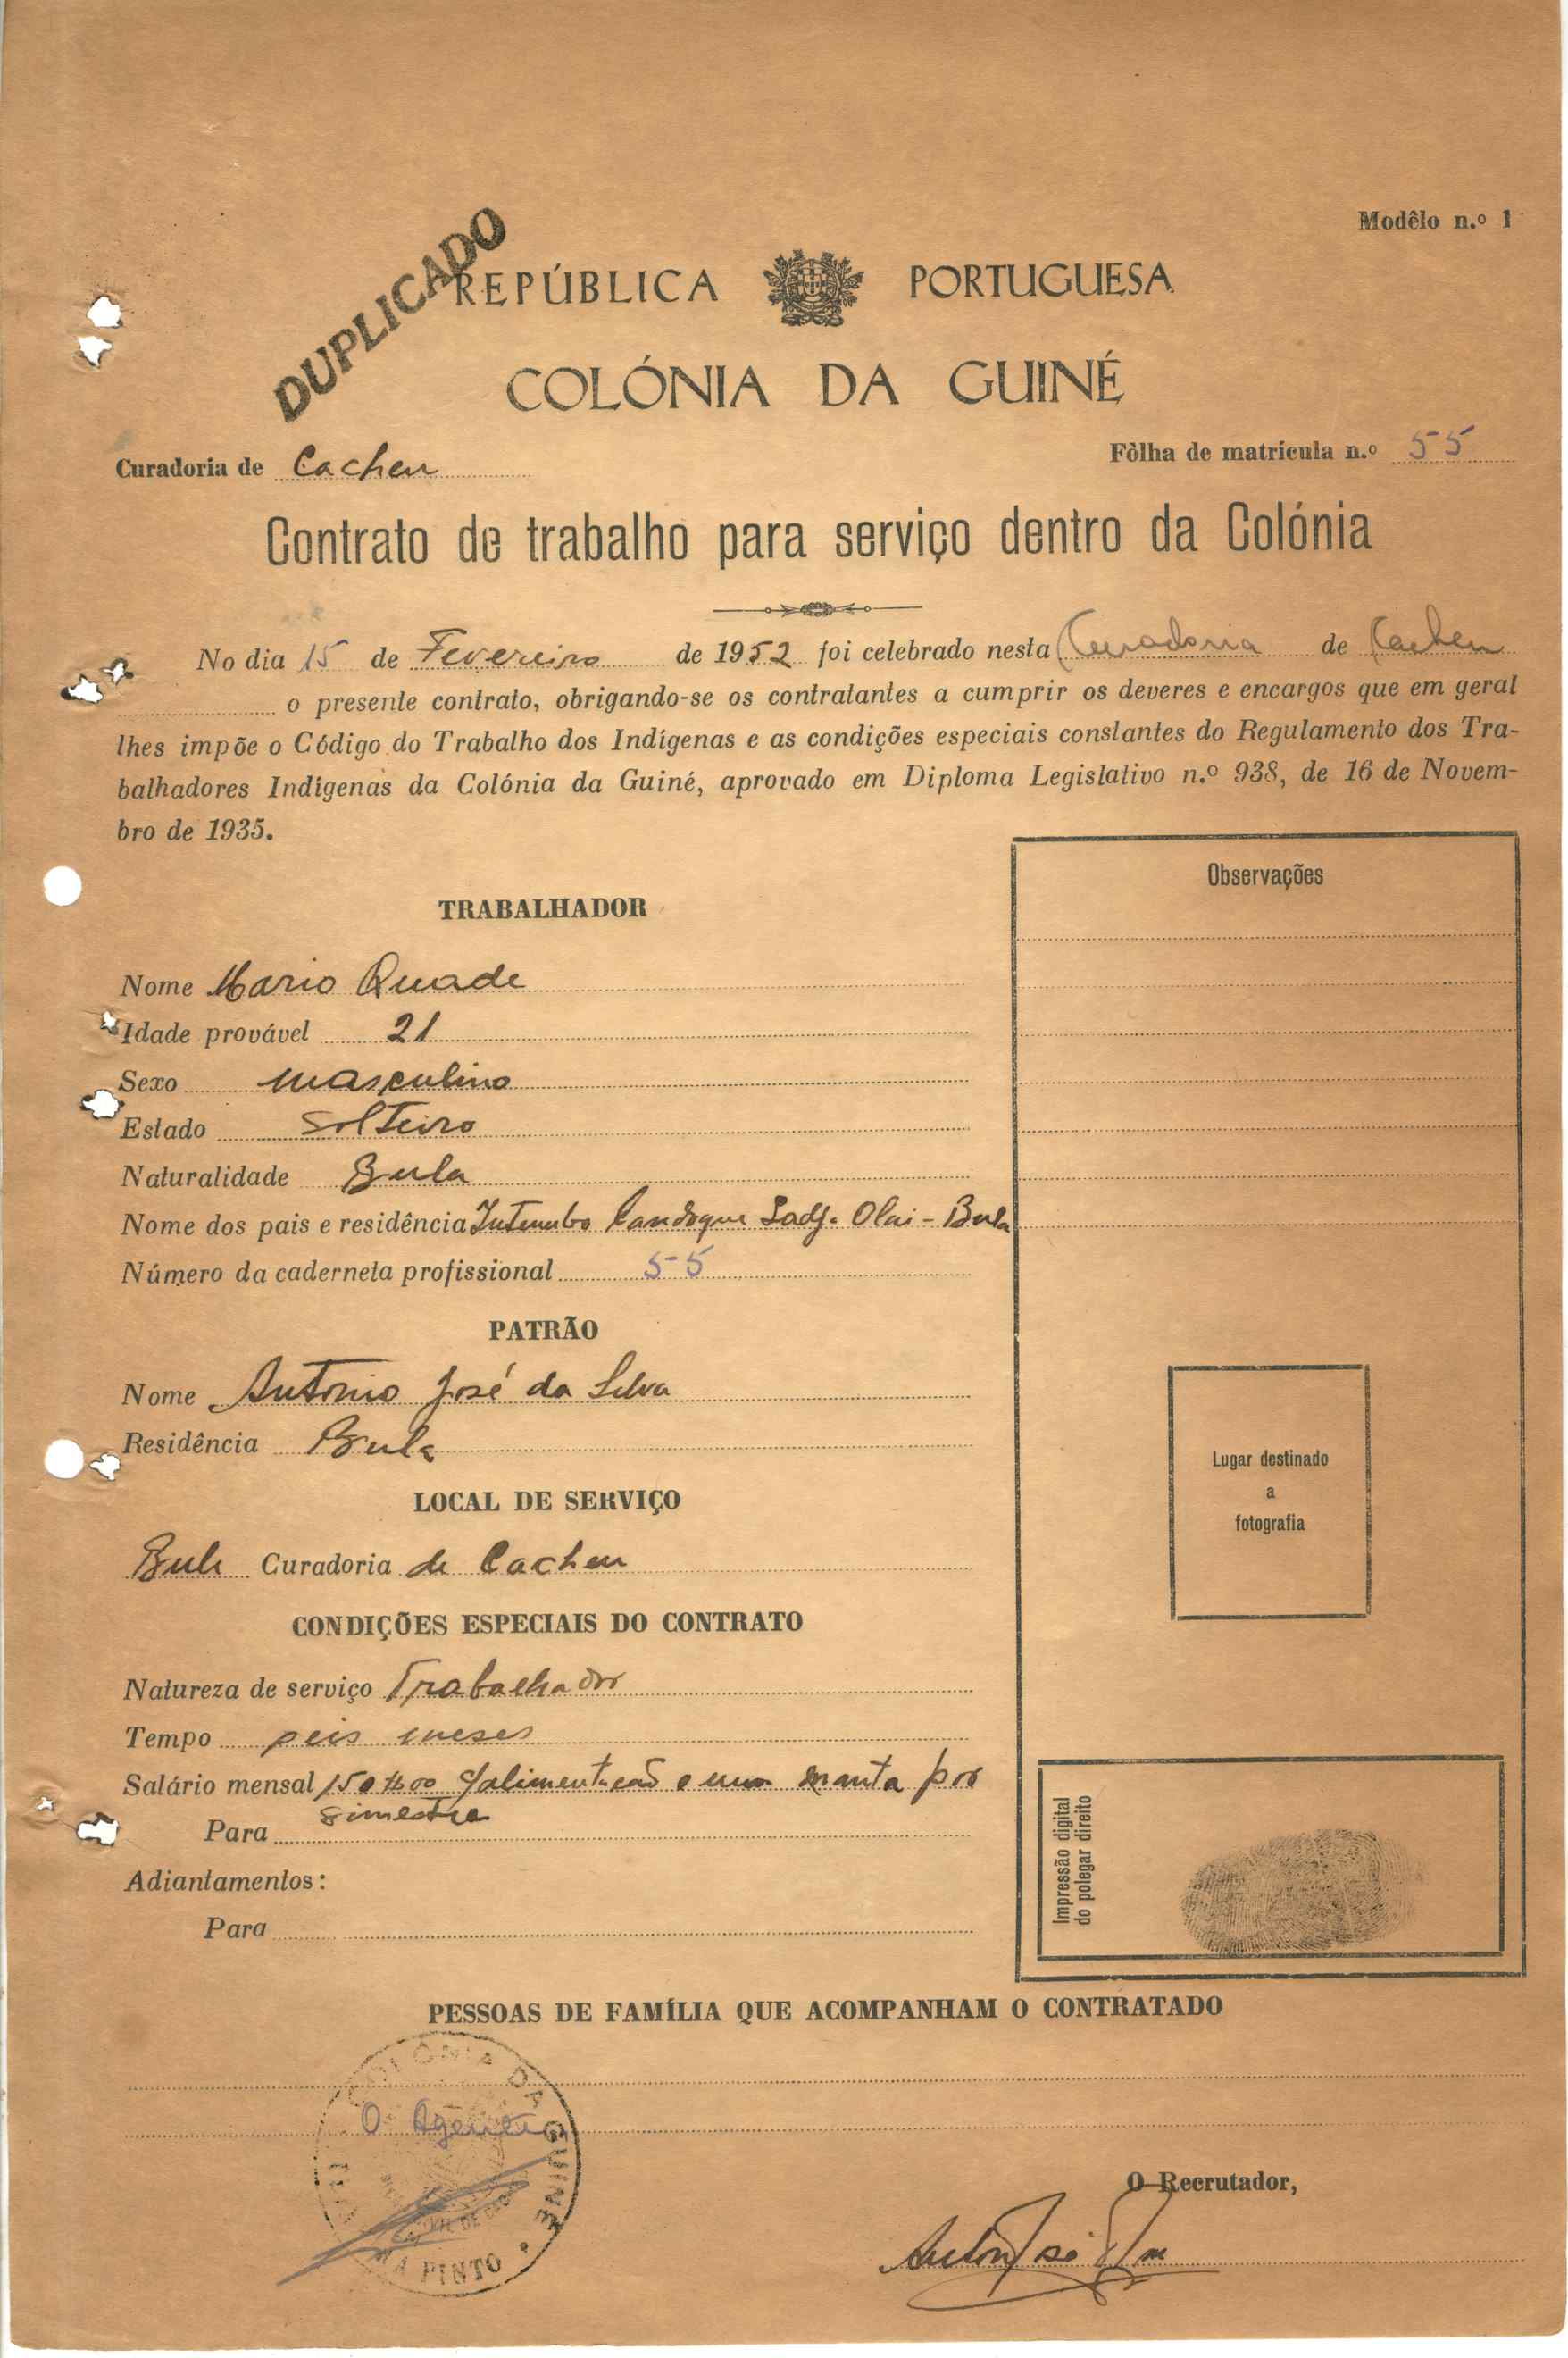 Modêlo n.º 1
DUPLICADO
REPÚBLICA PORTUGUESA
COLÓNIA DA GUINÉ
Curadoria de Cacheu
Fôlha de matrícula n.º 55
Contrato de trabalho para serviço dentro da Colónia
No dia 15 de Fevereiro de 1952 foi celebrado nesta Curadoria de Cacheu
o presente contrato, obrigando-se os contratantes a cumprir os deveres e encargos que em geral
lhes impõe o Código do Trabalho dos Indígenas e as condições especiais constantes do Regulamento dos Tra-
balhadores Indígenas da Colónia da Guiné, aprovado em Diploma Legislativo n.º 938, de 16 de Novem-
bro de 1935.
Observações
TRABALHADOR
Nome Mario Quade
Idade provável 21
Sexo masculino
Estado Solteiro
Naturalidade Bula
Nome dos pais e residência Olai - Bula
Número da caderneta profissional 55
PATRÃO
Nome Antonio José da Silva
Residência Bula
LOCAL DE SERVIÇO
Bula Curadoria de Cacheu
CONDIÇÕES ESPECIAIS DO CONTRATO
Natureza de serviço Trabalhador
Tempo seis meses
Salário mensal 150$00 c/alimentação e uma manta por
simestre
Para
Adiantamentos:
Para
Lugar destinado
a
fotografia
Impressão digital
do polegar direito
PESSOAS DE FAMÍLIA QUE ACOMPANHAM O CONTRATADO
COLÓNIA DA GUINÉ
O Agente
PINTO
O Recrutador,